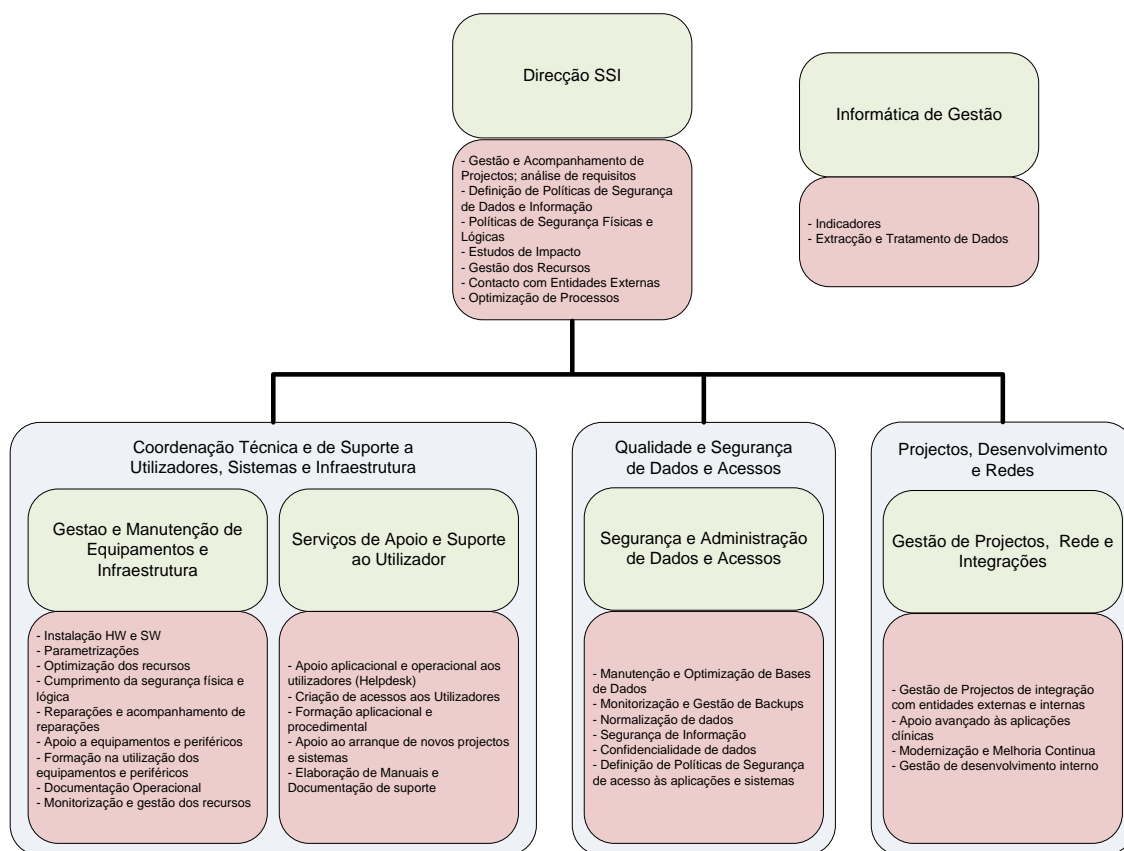 Direcção SSI
- Gestão e Acompanhamento de
Projectos; análise de requisitos
- Definição de Políticas de Segurança
de Dados e Informação
- Políticas de Segurança Físicas e
Lógicas
- Estudos de Impacto
- Gestão dos Recursos
- Contacto com Entidades Externas
- Optimização de Processos
Informática de Gestão
- Indicadores
- Extracção e Tratamento de Dados
Coordenação Técnica e de Suporte a
Utilizadores, Sistemas e Infraestrutura
Gestao e Manutenção de
Equipamentos e
Infraestrutura
- Instalação HW e SW
- Parametrizações
- Optimização dos recursos
- Cumprimento da segurança física e
lógica
- Reparações e acompanhamento de
reparações
- Apoio a equipamentos e periféricos
- Formação na utilização dos
equipamentos e periféricos
- Documentação Operacional
- Monitorização e gestão dos recursos
Serviços de Apoio e Suporte
ao Utilizador
- Apoio aplicacional e operacional aos
utilizadores (Helpdesk)
- Criação de acessos aos Utilizadores
- Formação aplicacional e
procedimental
- Apoio ao arranque de novos projectos
e sistemas
- Elaboração de Manuais e
Documentação de suporte
Qualidade e Segurança
de Dados e Acessos
Segurança e Administração
de Dados e Acessos
- Manutenção e Optimização de Bases
de Dados
- Monitorização e Gestão de Backups
- Normalização de dados
- Segurança de Informação
- Confidencialidade de dados
- Definição de Políticas de Segurança
de acesso às aplicações e sistemas
Projectos, Desenvolvimento
e Redes
Gestão de Projectos, Rede e
Integrações
- Gestão de Projectos de integração
com entidades externas e internas
- Apoio avançado às aplicações
clínicas
- Modernização e Melhoria Continua
- Gestão de desenvolvimento interno